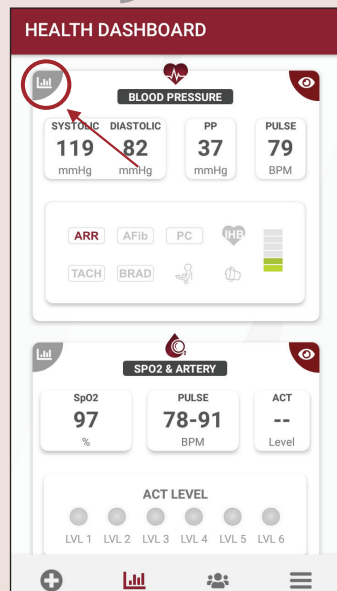 HEALTH DASHBOARD
BLOOD PRESSURE
SYSTOLIC DIASTOLIC PP PULSE
119 82 37 79
mmHg mmHg mmHg BPM
ARR AFib PC IHB
TACH BRAD
2
SPO2 & ARTERY
SpO2 PULSE ACT
97 78-91 --
% BPM Level
ACT LEVEL
LVL 1 LVL 2 LVL 3 LVL 4 LVL 5 LVL 6